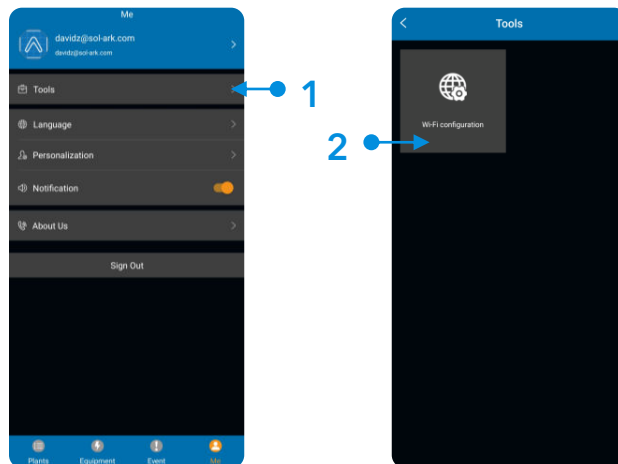 Me
davidz@sol-ark.com
davidz@sol-ark.com
Tools
Language
Personalization
Notification
About Us
Sign Out
Plants
Equipment
Event
Me
1
Tools
Wi-Fi configuration
2